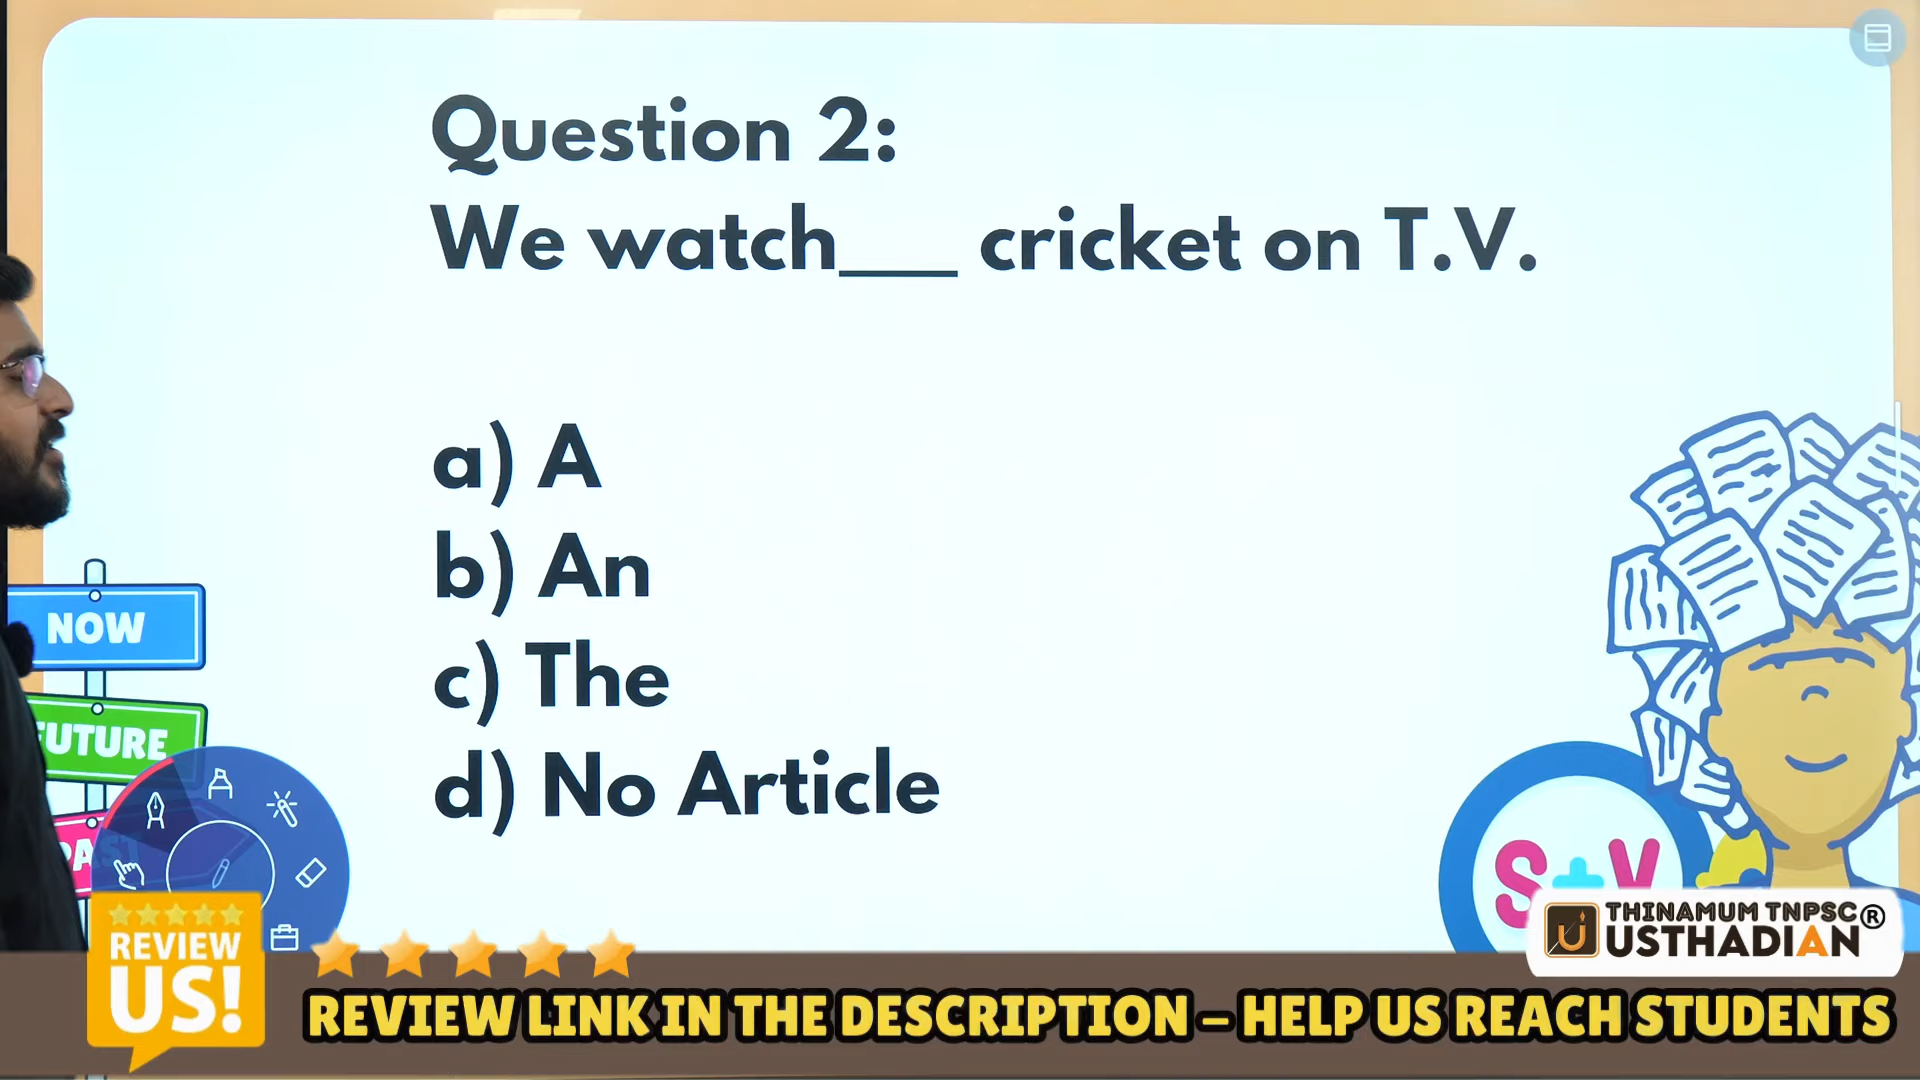 Question 2:
We watch___ cricket on T.V.
a) A
b) An
c) The
d) No Article
NOW
FUTURE
PAST
S+V
REVIEW
US!
THINAMUM TNPSC®
USTHADIAN
REVIEW LINK IN THE DESCRIPTION – HELP US REACH STUDENTS